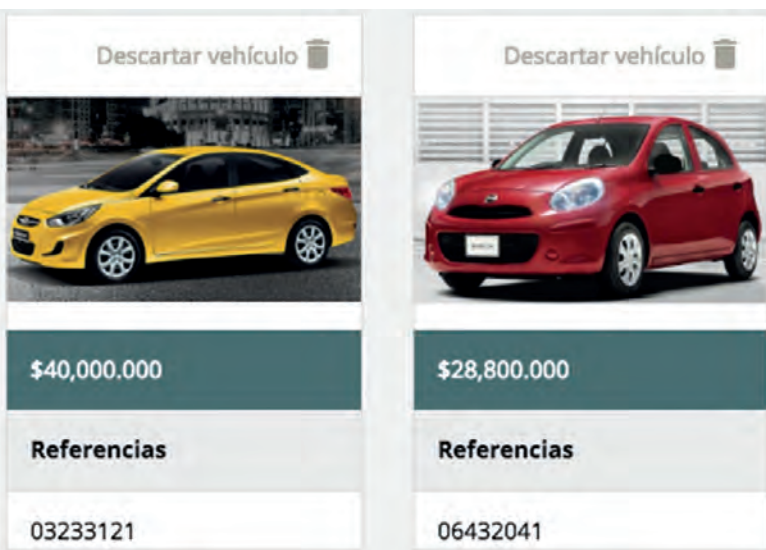 Descartar vehículo
$40,000.000
Referencias
03233121
Descartar vehículo
$28,800.000
Referencias
06432041